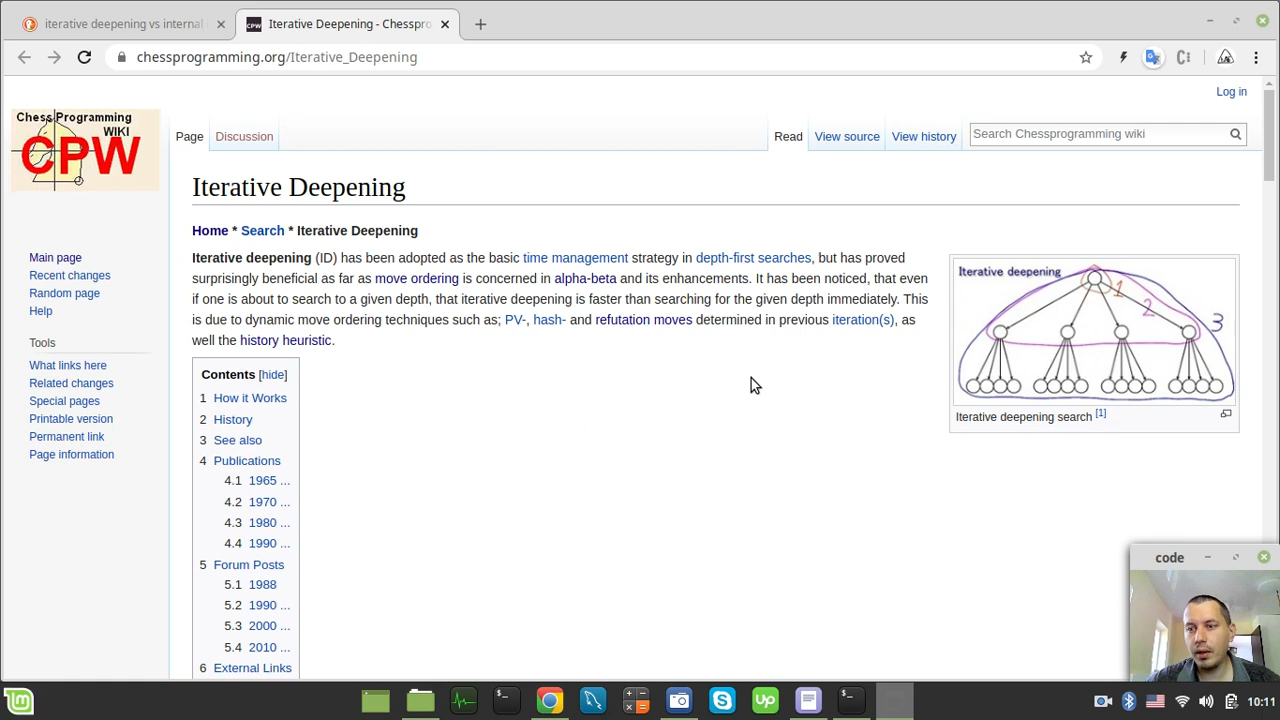 iterative deepening vs internal
Iterative Deepening - Chesspro
chessprogramming.org/Iterative_Deepening
Log in
Chess Programming
WIKI
CPW
Page
Discussion
Read
View source
View history
Search Chessprogramming wiki
Iterative Deepening
Home * Search * Iterative Deepening
Iterative deepening (ID) has been adopted as the basic time management strategy in depth-first searches, but has proved
surprisingly beneficial as far as move ordering is concerned in alpha-beta and its enhancements. It has been noticed, that even
if one is about to search to a given depth, that iterative deepening is faster than searching for the given depth immediately. This
is due to dynamic move ordering techniques such as; PV-, hash- and refutation moves determined in previous iteration(s), as
well the history heuristic.
Iterative deepening
1
2
3
Iterative deepening search [1]
Main page
Recent changes
Random page
Help
Tools
What links here
Related changes
Special pages
Printable version
Permanent link
Page information
Contents [hide]
1 How it Works
2 History
3 See also
4 Publications
4.1 1965 ...
4.2 1970 ...
4.3 1980 ...
4.4 1990 ...
5 Forum Posts
5.1 1988
5.2 1990 ...
5.3 2000 ...
5.4 2010 ...
6 External Links
code
10:11